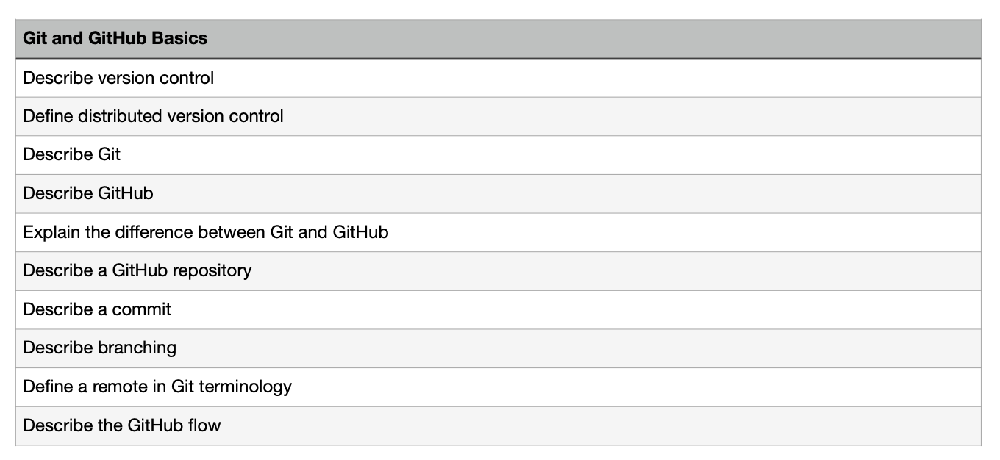 Git and GitHub Basics
Describe version control
Define distributed version control
Describe Git
Describe GitHub
Explain the difference between Git and GitHub
Describe a GitHub repository
Describe a commit
Describe branching
Define a remote in Git terminology
Describe the GitHub flow